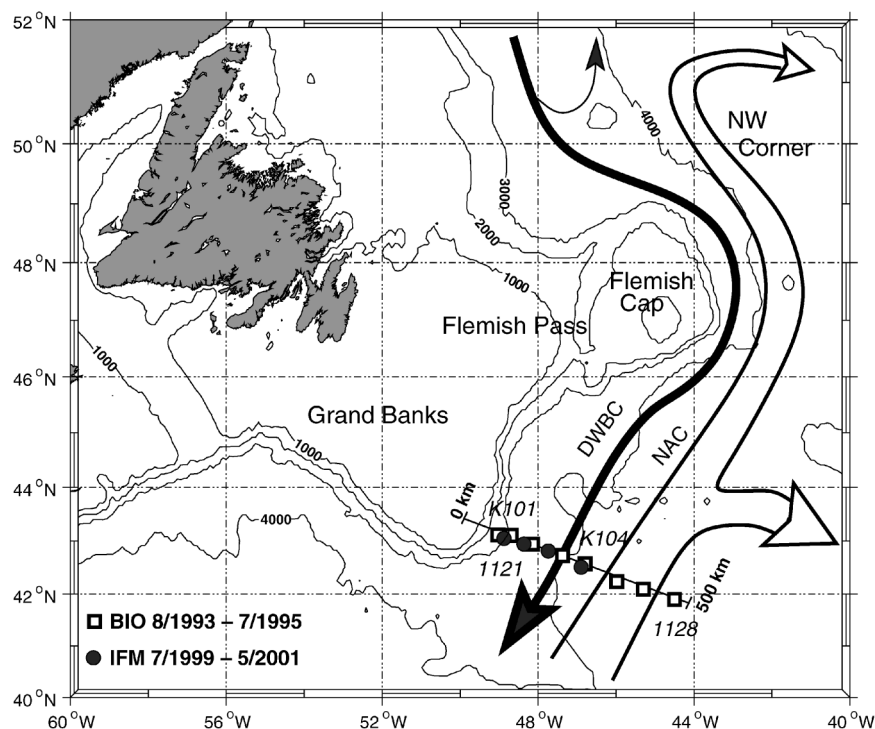 52 °N
50 °N
48 °N
46 °N
44 °N
42 °N
40 °N
60 °W
56 °W
52 °W
48 °W
44 °W
40 °W
4000
NW
Corner
3000
2000
1000
Flemish
Cap
Flemish Pass
1000
Grand Banks
1000
DWBC
NAC
0 km
K101
4000
K104
1121
500 km
1128
BIO 8/1993 – 7/1995
IFM 7/1999 – 5/2001